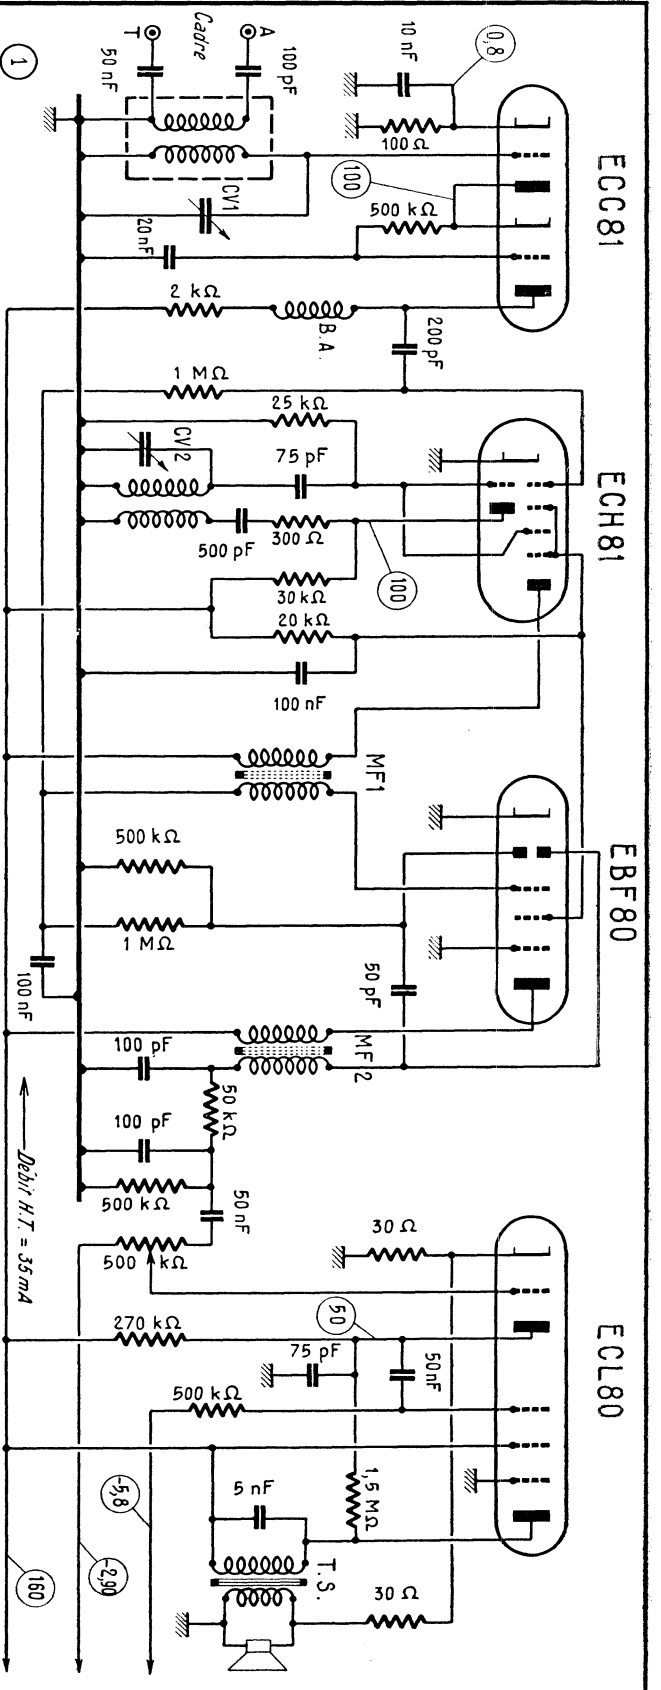 ECC81
ECH81
EBF80
ECL80
0,8
10 nF
100 Ω
100
500 kΩ
A
100 pF
Cadre
T
50 nF
CV1
20 nF
2 kΩ
B.A.
200 pF
1 MΩ
25 kΩ
CV2
75 pF
500 pF
300 Ω
100
30 kΩ
20 kΩ
100 nF
MF1
500 kΩ
1 MΩ
50 pF
100 nF
MF2
100 pF
50 kΩ
100 pF
500 kΩ
50 nF
500 kΩ
30 Ω
50
270 kΩ
75 pF
50 nF
500 kΩ
1,5 MΩ
5 nF
T.S.
30 Ω
-5,8
-2,90
160
Débit H.T. = 35 mA
1